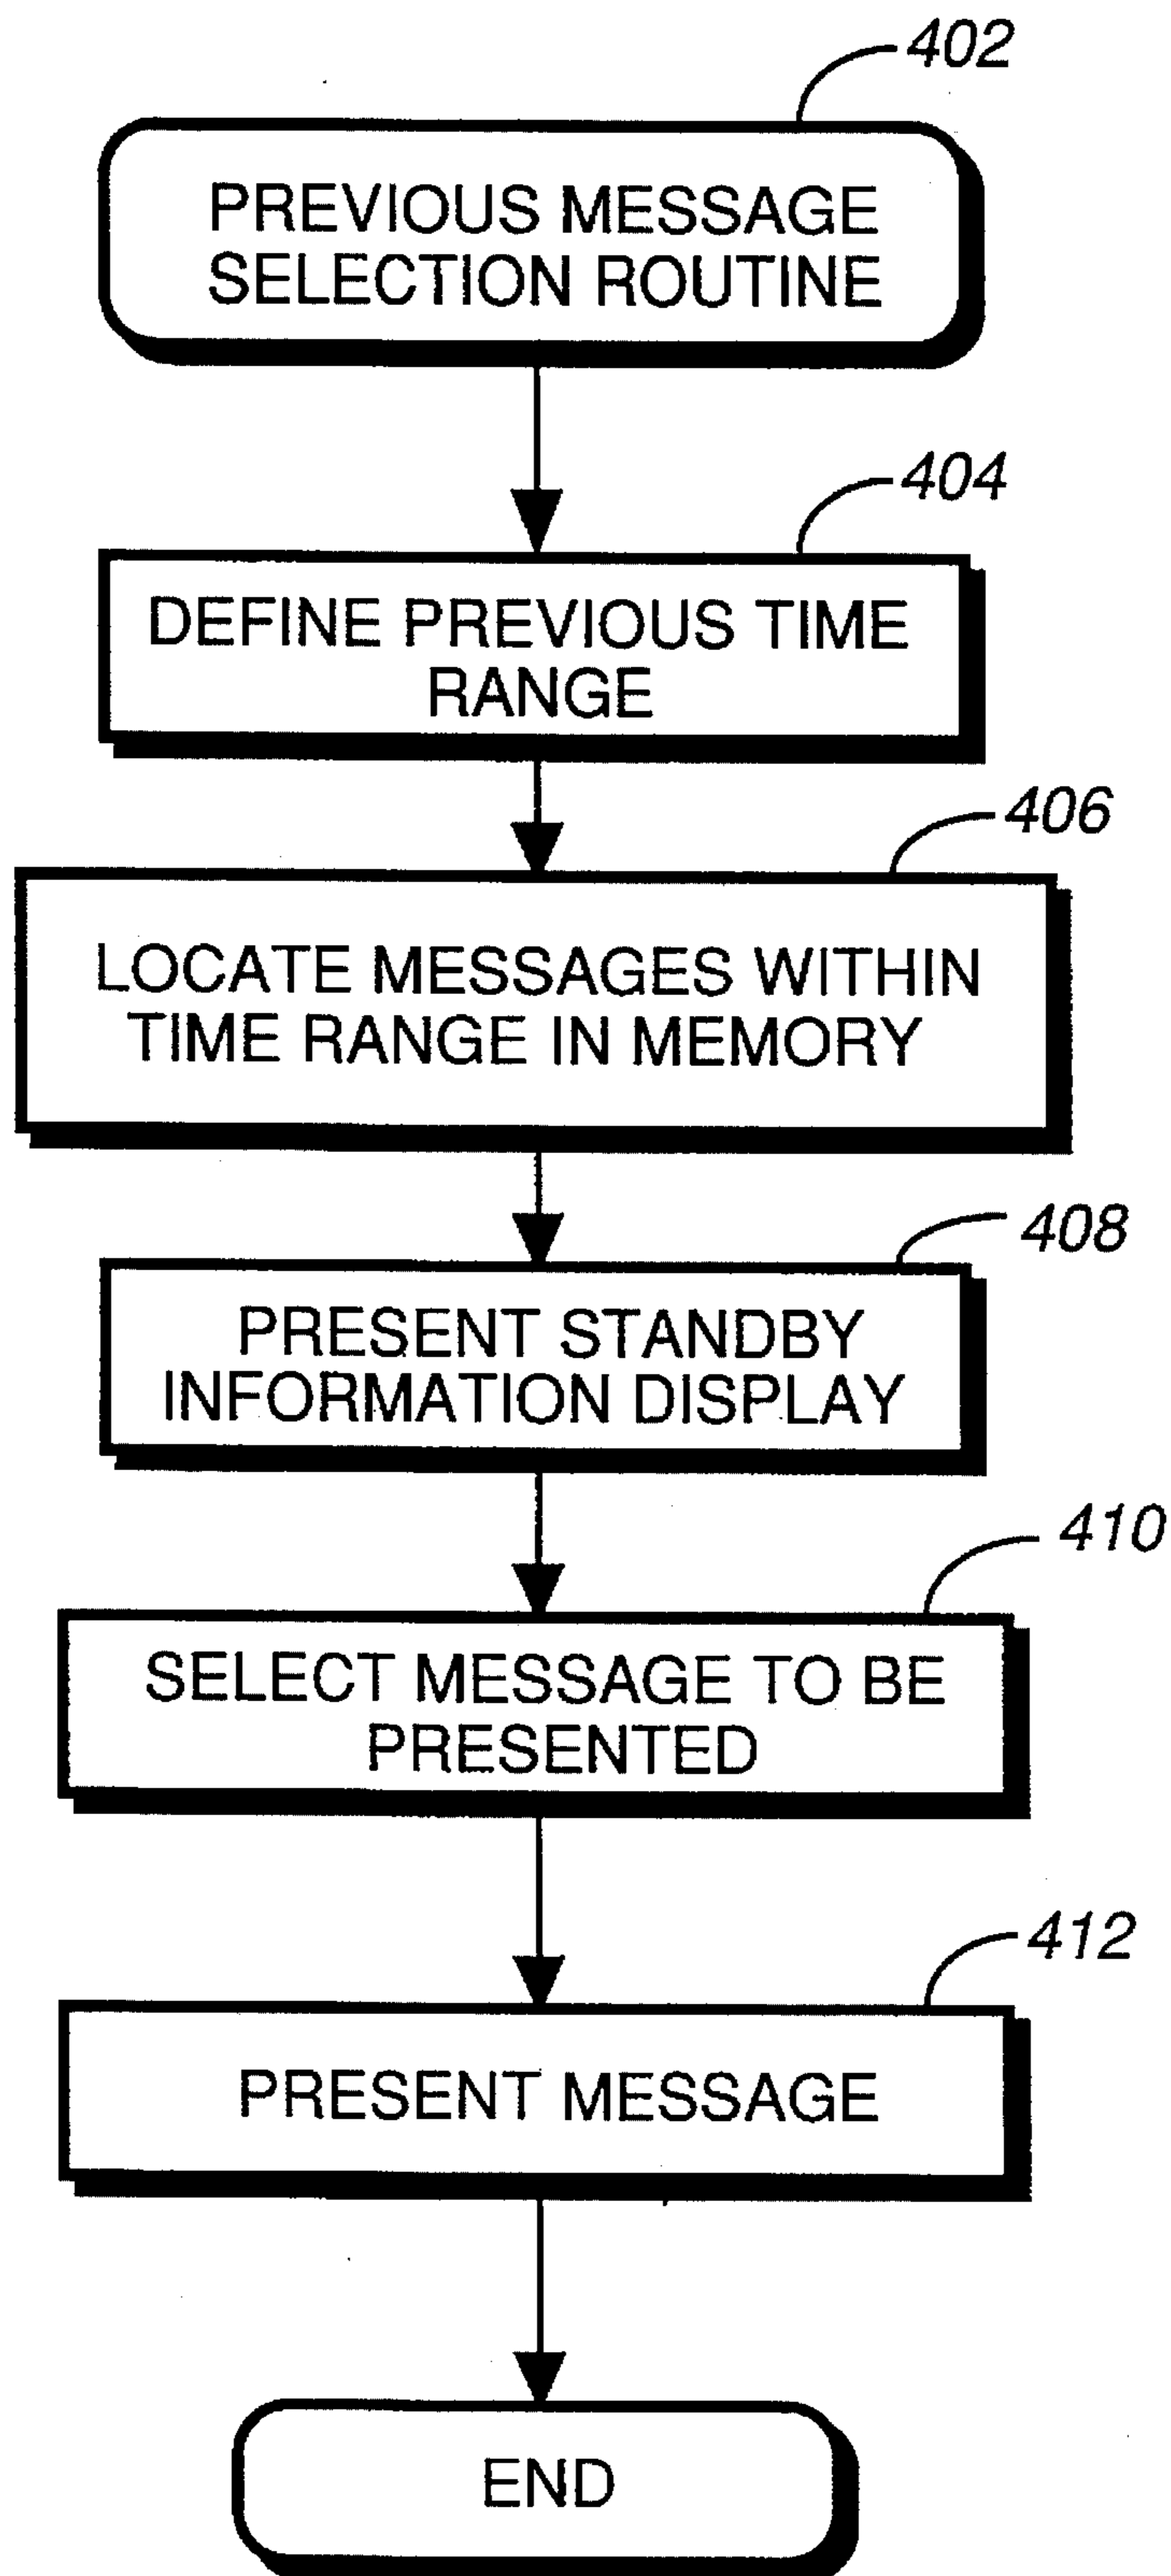 402
PREVIOUS MESSAGE
SELECTION ROUTINE
404
DEFINE PREVIOUS TIME
RANGE
406
LOCATE MESSAGES WITHIN
TIME RANGE IN MEMORY
408
PRESENT STANDBY
INFORMATION DISPLAY
410
SELECT MESSAGE TO BE
PRESENTED
412
PRESENT MESSAGE
END